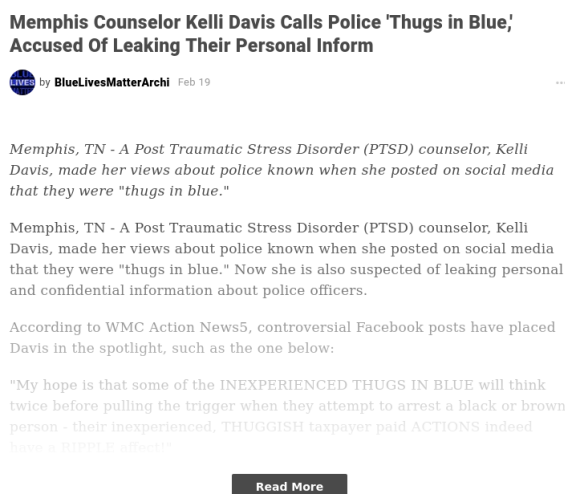 Memphis Counselor Kelli Davis Calls Police 'Thugs in Blue,'
Accused Of Leaking Their Personal Inform
LIVES by BlueLivesMatterArchi Feb 19
Memphis, TN - A Post Traumatic Stress Disorder (PTSD) counselor, Kelli
Davis, made her views about police known when she posted on social media
that they were "thugs in blue."
Memphis, TN - A Post Traumatic Stress Disorder (PTSD) counselor, Kelli
Davis, made her views about police known when she posted on social media
that they were "thugs in blue." Now she is also suspected of leaking personal
and confidential information about police officers.
According to WMC Action News5, controversial Facebook posts have placed
Davis in the spotlight, such as the one below:
"My hope is that some of the INEXPERIENCED THUGS IN BLUE will think
twice before pulling the trigger when they attempt to arrest a black or brown
person - their inexperienced, THUGGISH taxpayer paid ACTIONS indeed
have a RIPPLE affect!"
Read More